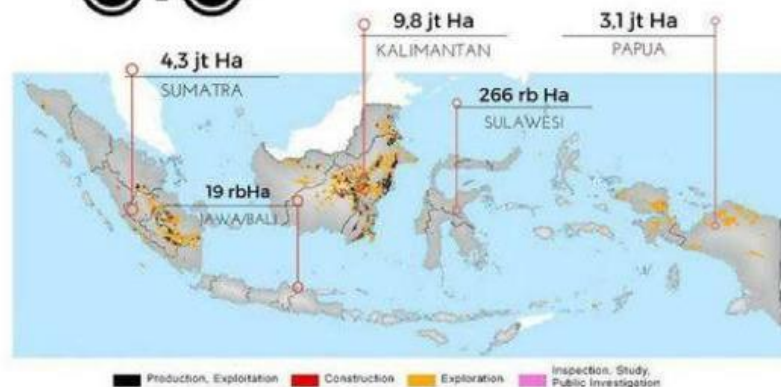 9,8 jt Ha
KALIMANTAN
3,1 jt Ha
PAPUA
4,3 jt Ha
SUMATRA
266 rb Ha
SULAWESI
19 rbHa
JAWA/BALI
Production, Exploitation
Construction
Exploration
Inspection, Study,
Public Investigation